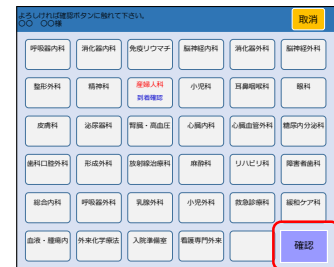 よろしければ確認ボタンに触れて下さい。
〇〇 〇〇様
取消
呼吸器内科 消化器内科 免疫リウマチ 脳神経内科 消化器外科 脳神経外科
整形外科 精神科 産婦人科 小児科 耳鼻咽喉科 眼科
到着確認
皮膚科 泌尿器科 腎臓・高血圧 心臓内科 心臓血管外科 糖尿内分泌科
歯科口腔外科 形成外科 放射線治療科 麻酔科 リハビリ科 障害者歯科
総合内科 呼吸器外科 乳腺外科 小児外科 救急診療科 緩和ケア科
血液・腫瘍内 外来化学療法 入院準備室 看護専門外来 確認